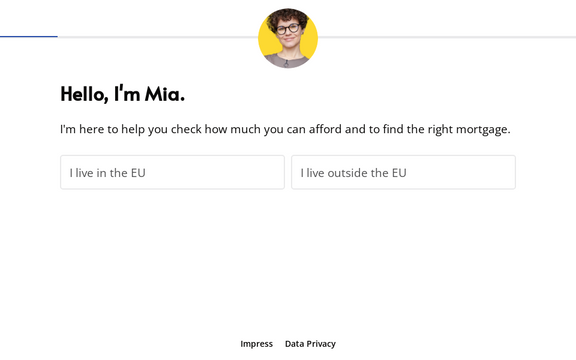 Hello, I'm Mia.
I'm here to help you check how much you can afford and to find the right mortgage.
I live in the EU
I live outside the EU
Impress
Data Privacy